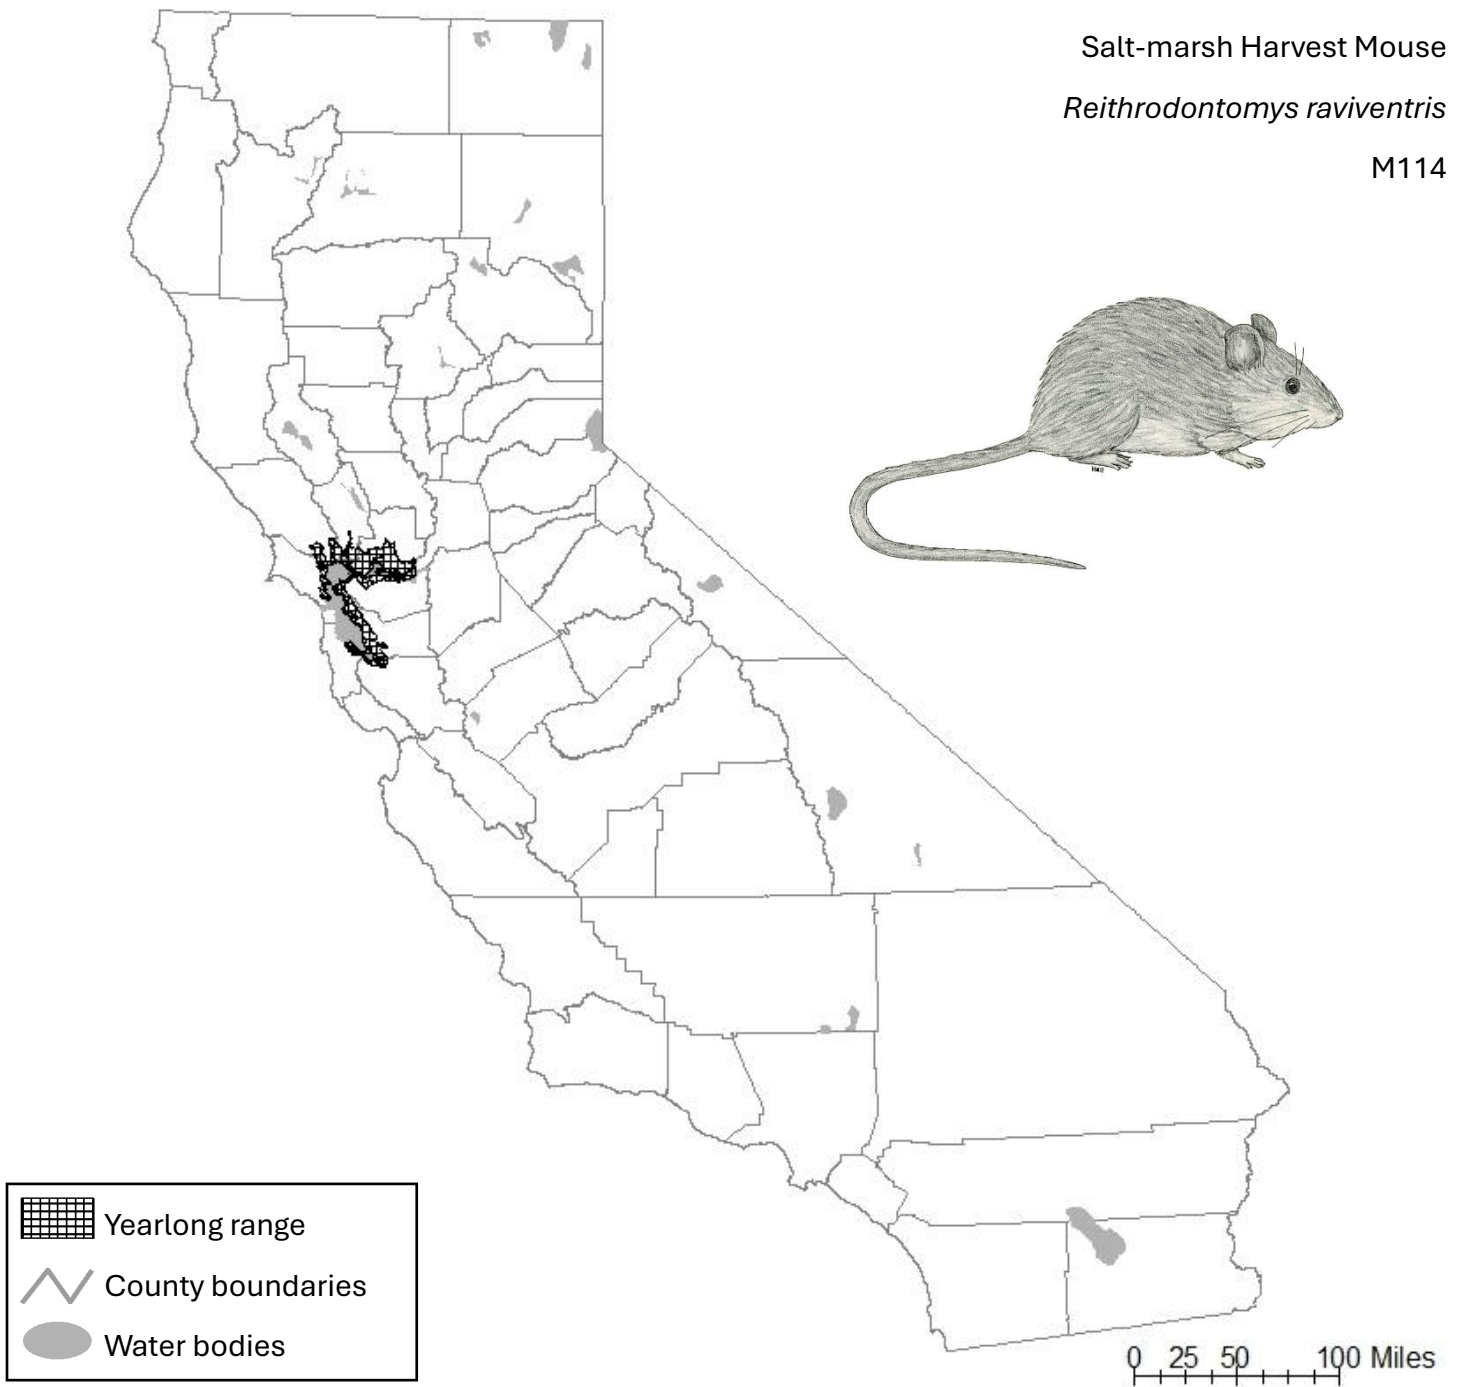 Salt-marsh Harvest Mouse
Reithrodontomys raviventris
M114
Yearlong range
County boundaries
Water bodies
0 25 50 100 Miles